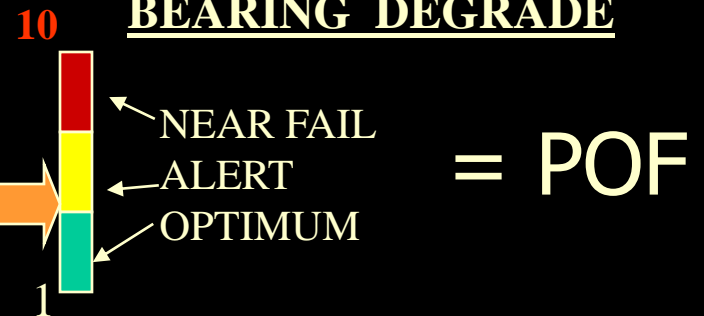 10
BEARING DEGRADE
NEAR FAIL
ALERT
OPTIMUM
= POF
1